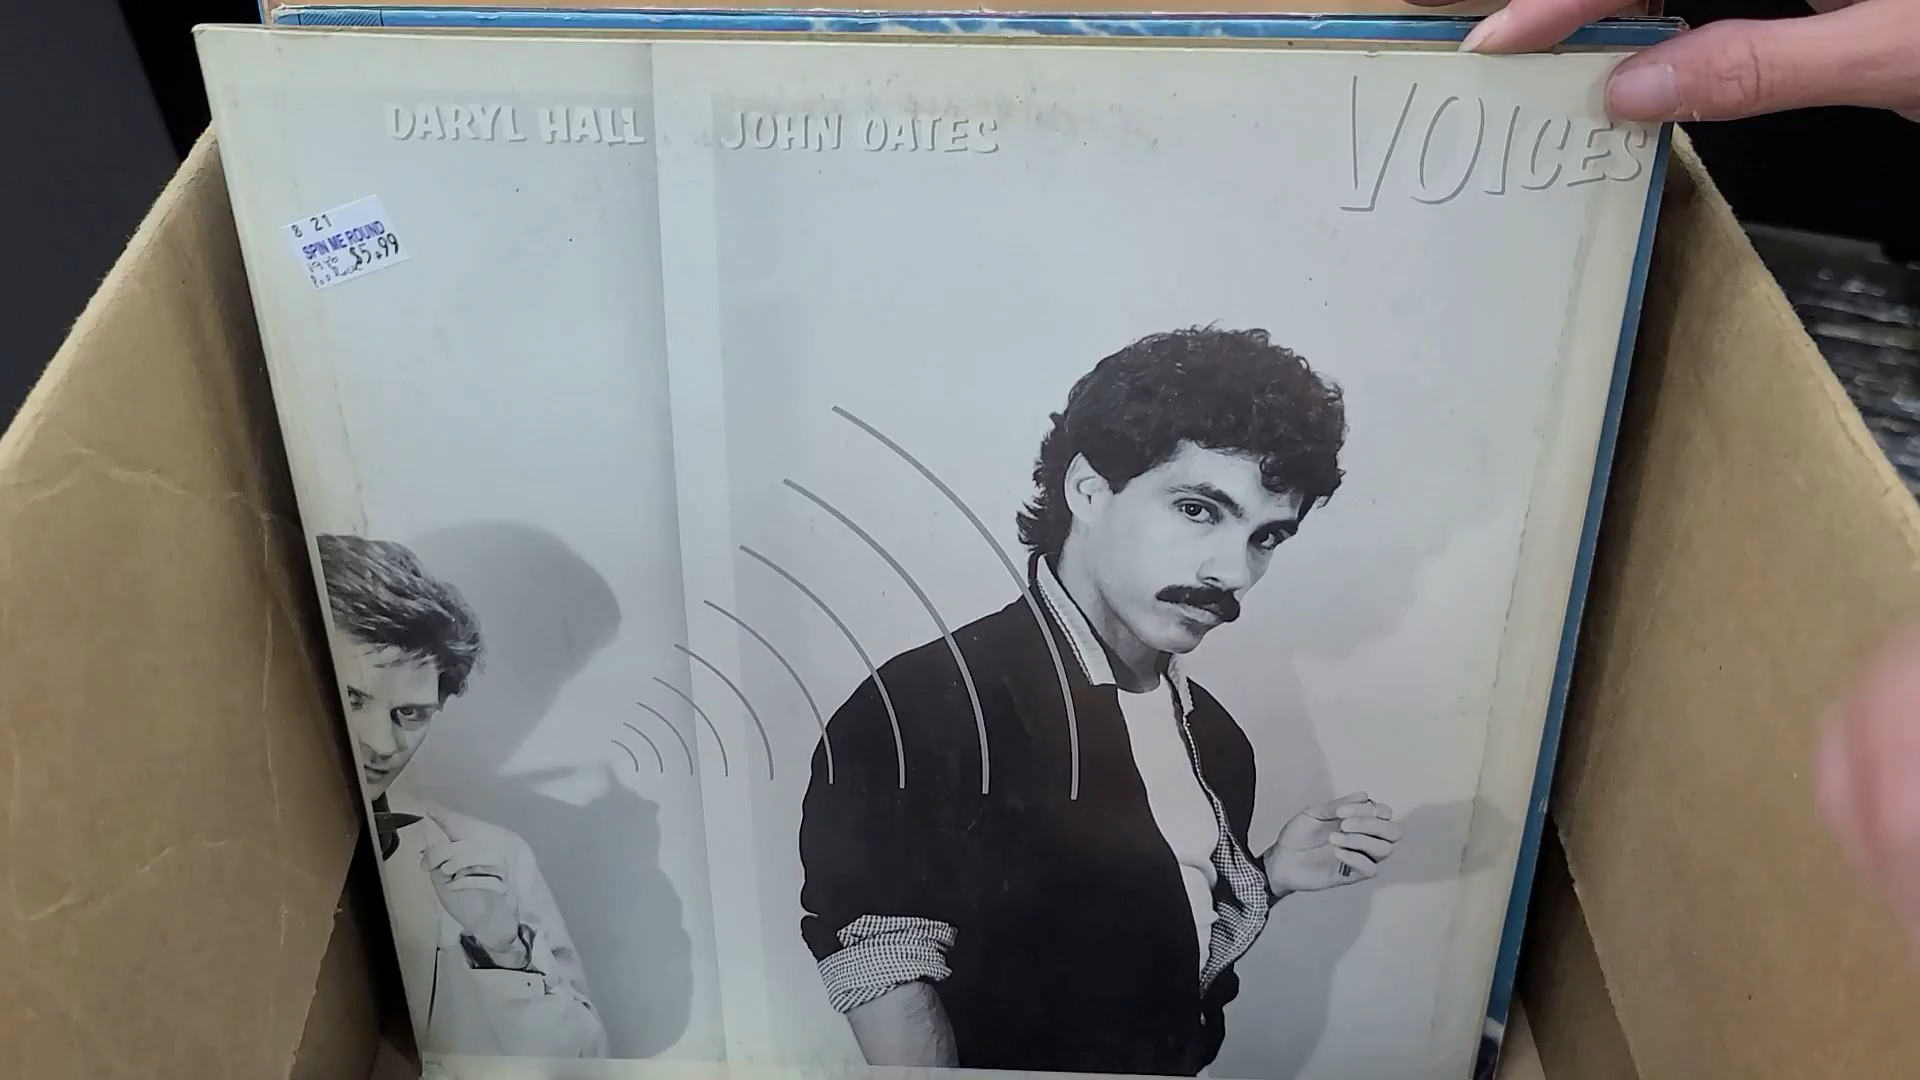 DARYL HALL JOHN OATES
VOICES
8 21
SPIN ME ROUND
$5.99